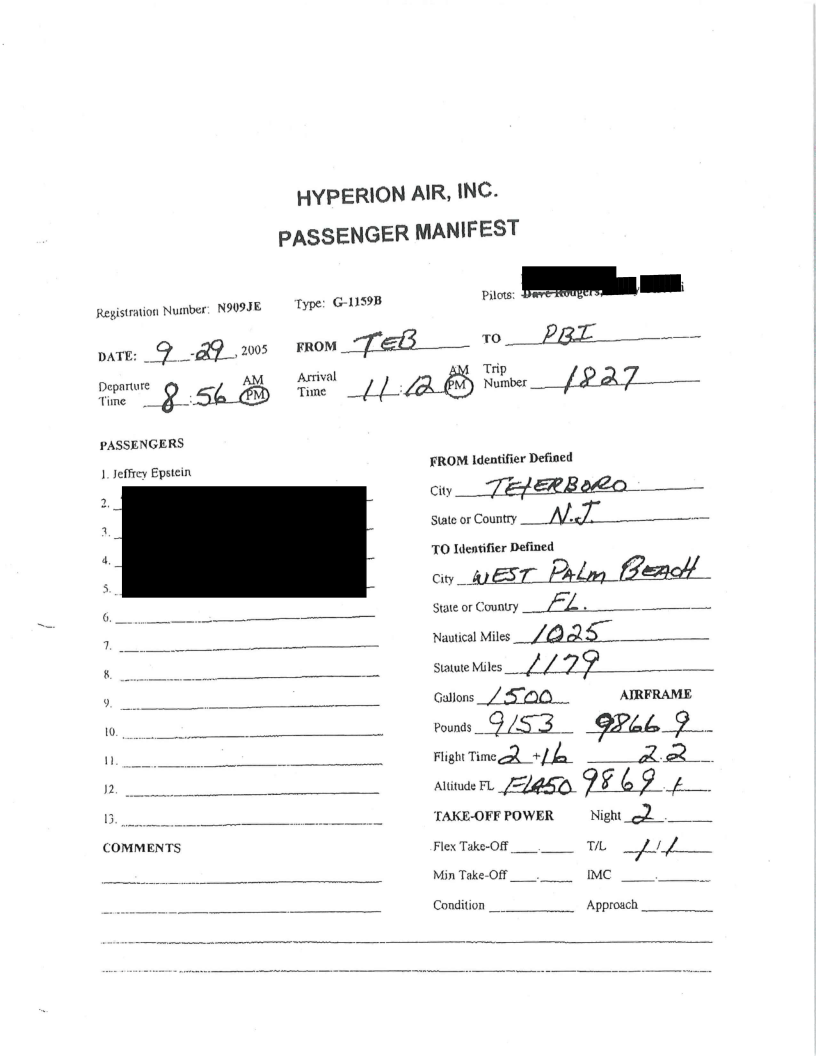 HYPERION AIR, INC.
PASSENGER MANIFEST
Registration Number: N909JE Type: G-1159B Pilots: Dave Rodgers,
DATE: 9-29, 2005 FROM TEB TO PBI
Departure Time 8:56 AM PM Arrival Time 11:12 AM PM Trip Number 1827
PASSENGERS
1. Jeffrey Epstein
2.
3.
4.
5.
6.
7.
8.
9.
10.
11.
12.
13.
COMMENTS
FROM Identifier Defined
City TETERBORO
State or Country N.J.
TO Identifier Defined
City WEST PALM BEACH
State or Country FL.
Nautical Miles 1025
Statute Miles 1179
Gallons 1500 AIRFRAME
Pounds 9153 9866 9
Flight Time 2+16 2.2
Altitude FL FL450 9869.1
TAKE-OFF POWER Night 2.
Flex Take-Off . T/L 1/1
Min Take-Off . IMC .
Condition Approach